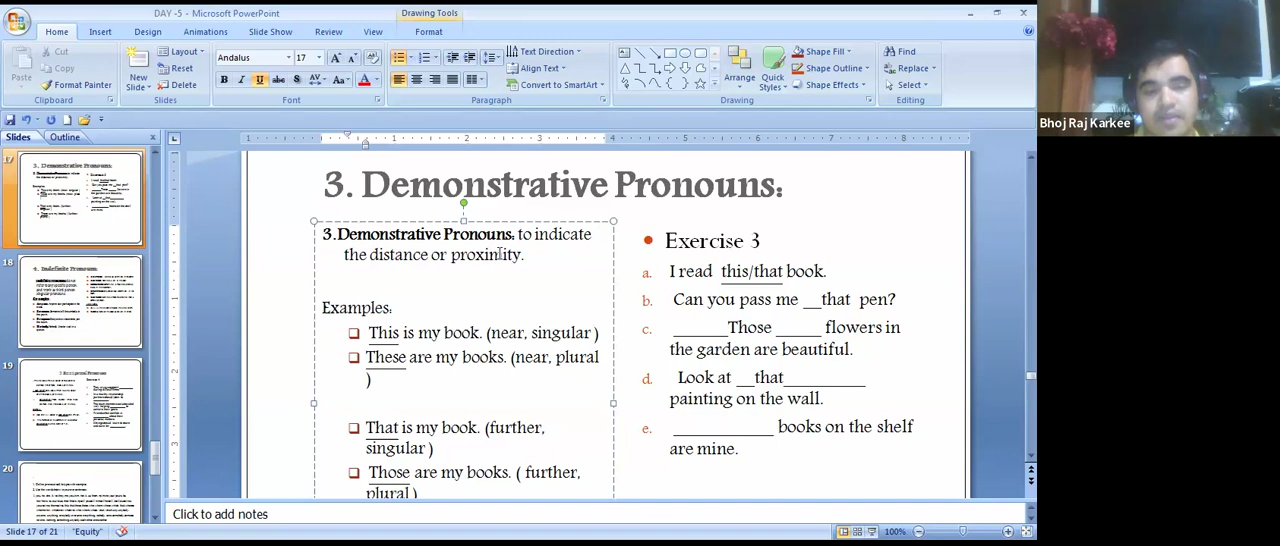 DAY -5 - Microsoft PowerPoint
Drawing Tools
Home Insert Design Animations Slide Show Review View Format
Cut
Copy
Format Painter
Paste
Clipboard
New
Slide
Layout
Reset
Delete
Slides
Andalus 17
Font
Paragraph
Text Direction
Align Text
Convert to SmartArt
Arrange
Quick
Styles
Shape Fill
Shape Outline
Shape Effects
Drawing
Find
Replace
Select
Editing
Bhoj Raj Karkee
Slides Outline
17
18
19
20
3. Demonstrative Pronouns:
3.Demonstrative Pronouns: to indicate
the distance or proximity.
Examples:
This is my book. (near, singular )
These are my books. (near, plural
)
That is my book. (further,
singular )
Those are my books. ( further,
plural )
Exercise 3
a. I read this/that book.
b. Can you pass me __that pen?
c. _______Those ______ flowers in
the garden are beautiful.
d. Look at __that___________
painting on the wall.
e. _____________ books on the shelf
are mine.
Click to add notes
Slide 17 of 21 "Equity" 100%